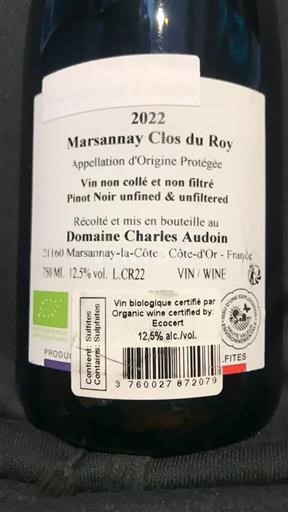 2022
Marsannay Clos du Roy
Appellation d'Origine Protégée
Vin non collé et non filtré
Pinot Noir unfined & unfiltered
Récolté et mis en bouteille au
Domaine Charles Audoin
21160 Marsannay-la-Côte . Côte-d'Or - France
750 ML. 12.5% vol. L.CR22 VIN / WINE
Contient: Sulfites
Contains: Sulphites
Vin biologique certifié par
Organic wine certified by:
Ecocert
12,5% alc./vol.
PRODU
LFITES
3 760027 872079